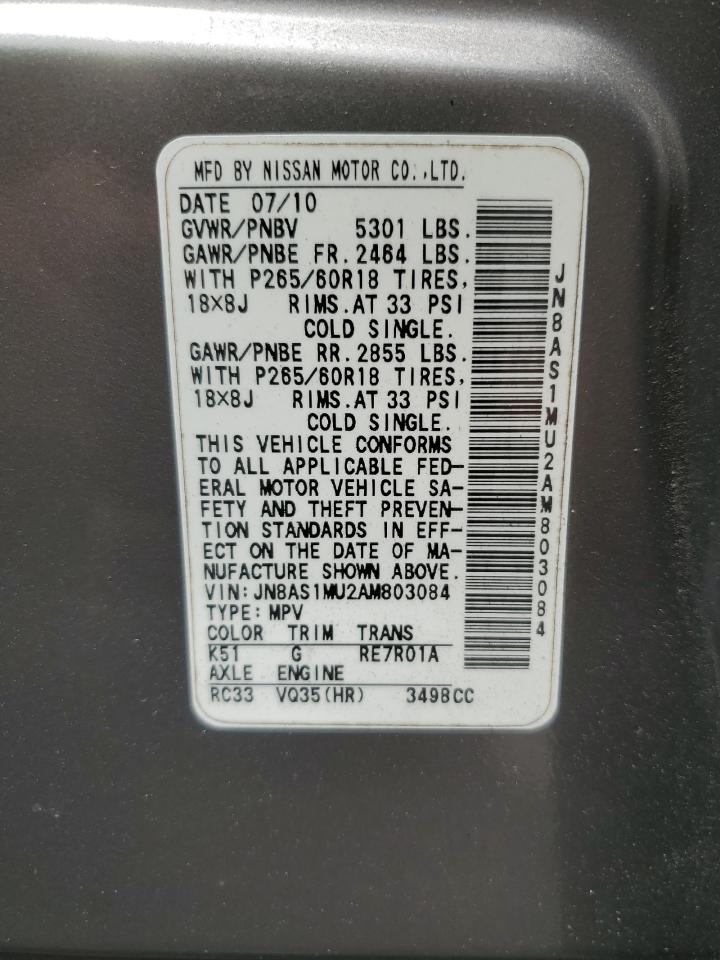 MFD BY NISSAN MOTOR CO.,LTD.
DATE 07/10
GVWR/PNBV 5301 LBS.
GAWR/PNBE FR. 2464 LBS.
WITH P265/60R18 TIRES,
18×8J RIMS.AT 33 PSI
COLD SINGLE.
GAWR/PNBE RR. 2855 LBS.
WITH P265/60R18 TIRES,
18×8J RIMS.AT 33 PSI
COLD SINGLE.
THIS VEHICLE CONFORMS
TO ALL APPLICABLE FED-
ERAL MOTOR VEHICLE SA-
FETY AND THEFT PREVEN-
TION STANDARDS IN EFF-
ECT ON THE DATE OF MA-
NUFACTURE SHOWN ABOVE.
VIN:JN8AS1MU2AM803084
TYPE:MPV
COLOR TRIM TRANS
K51 G RE7R01A
AXLE ENGINE
RC33 VQ35(HR) 3498CC
JN8AS1MU2AM803084